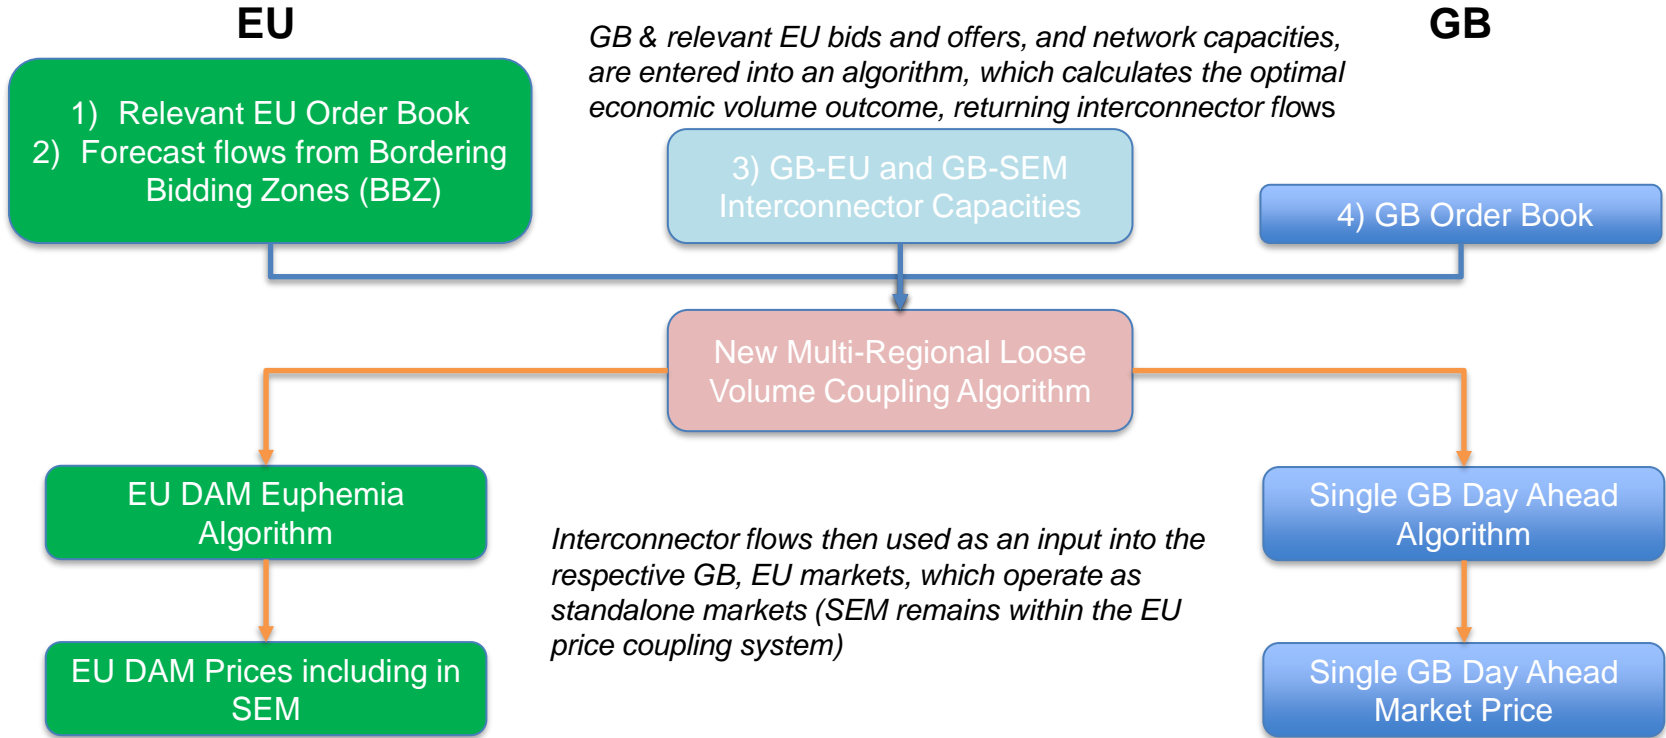 EU
GB
GB & relevant EU bids and offers, and network capacities,
are entered into an algorithm, which calculates the optimal
economic volume outcome, returning interconnector flows
1) Relevant EU Order Book
2) Forecast flows from Bordering
Bidding Zones (BBZ)
3) GB-EU and GB-SEM
Interconnector Capacities
4) GB Order Book
New Multi-Regional Loose
Volume Coupling Algorithm
EU DAM Euphemia
Algorithm
Single GB Day Ahead
Algorithm
Interconnector flows then used as an input into the
respective GB, EU markets, which operate as
standalone markets (SEM remains within the EU
price coupling system)
EU DAM Prices including in
SEM
Single GB Day Ahead
Market Price